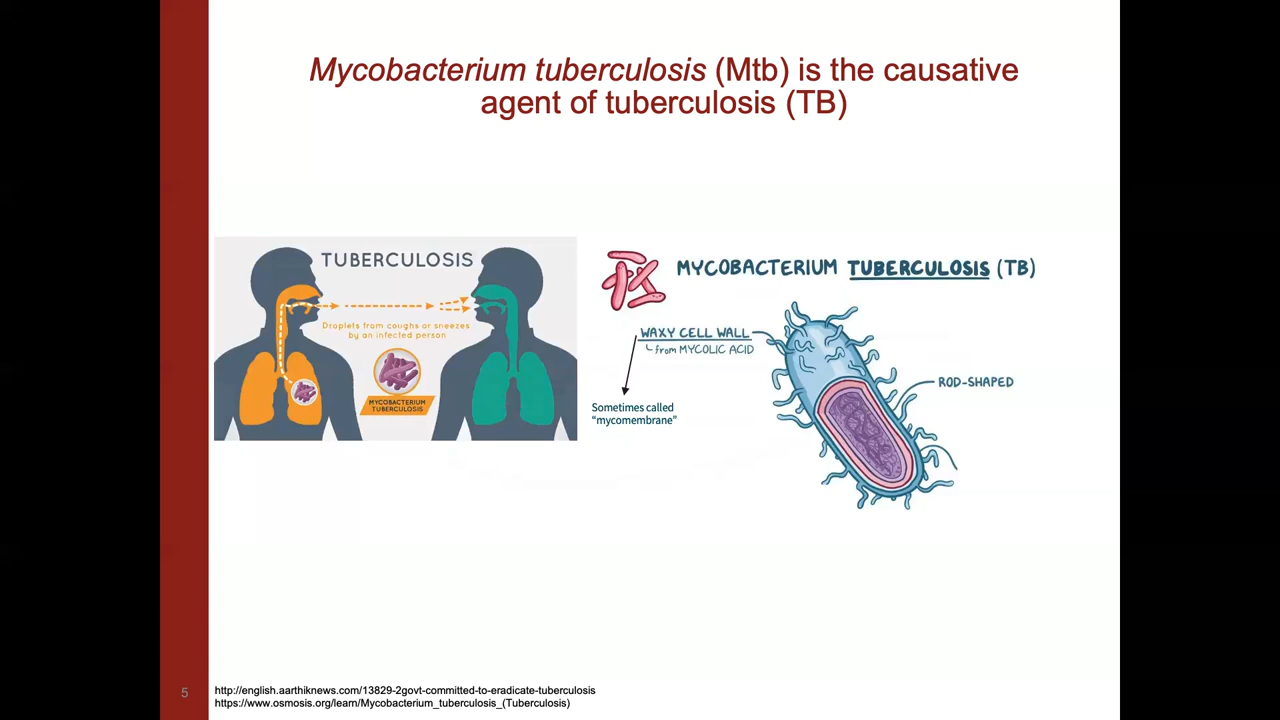 Mycobacterium tuberculosis (Mtb) is the causative
agent of tuberculosis (TB)
TUBERCULOSIS
Droplets from coughs or sneezes
by an infected person
MYCOBACTERIUM
TUBERCULOSIS
MYCOBACTERIUM TUBERCULOSIS (TB)
WAXY CELL WALL
from MYCOLIC ACID
Sometimes called
"mycomembrane"
ROD-SHAPED
5
http://english.aarthiknews.com/13829-2govt-committed-to-eradicate-tuberculosis
https://www.osmosis.org/learn/Mycobacterium_tuberculosis_(Tuberculosis)